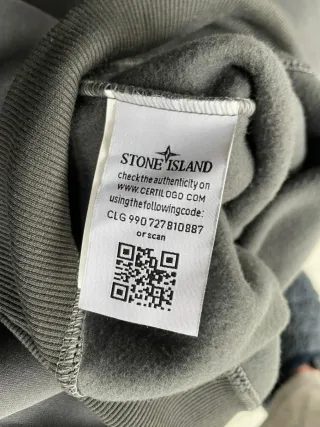 STONE ISLAND
check the authenticity on
WWW.CERTILOGO COM
using the following code:
CLG 990 727 810 887
or scan